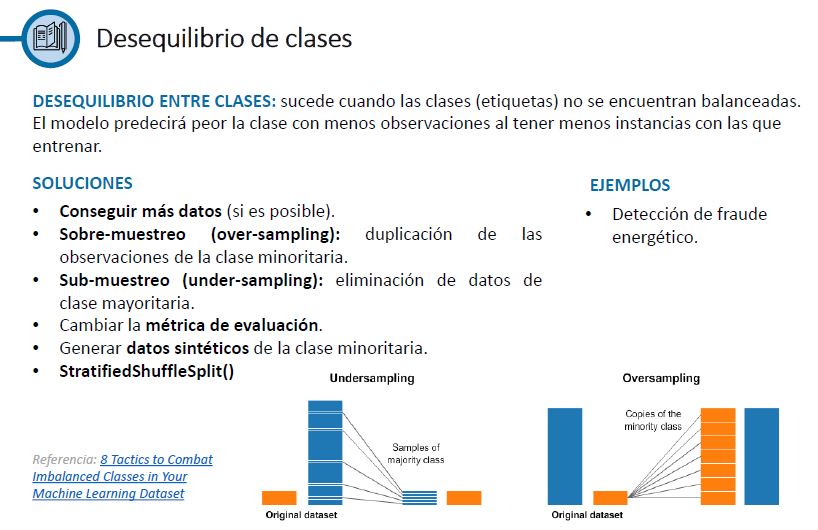 Desequilibrio de clases
DESEQUILIBRIO ENTRE CLASES: sucede cuando las clases (etiquetas) no se encuentran balanceadas.
El modelo predecirá peor la clase con menos observaciones al tener menos instancias con las que
entrenar.
SOLUCIONES
• Conseguir más datos (si es posible).
• Sobre-muestreo (over-sampling): duplicación de las
observaciones de la clase minoritaria.
• Sub-muestreo (under-sampling): eliminación de datos de
clase mayoritaria.
• Cambiar la métrica de evaluación.
• Generar datos sintéticos de la clase minoritaria.
• StratifiedShuffleSplit()
EJEMPLOS
• Detección de fraude
energético.
Referencia: 8 Tactics to Combat
Imbalanced Classes in Your
Machine Learning Dataset
Undersampling
Samples of
majority class
Original dataset
Oversampling
Copies of the
minority class
Original dataset